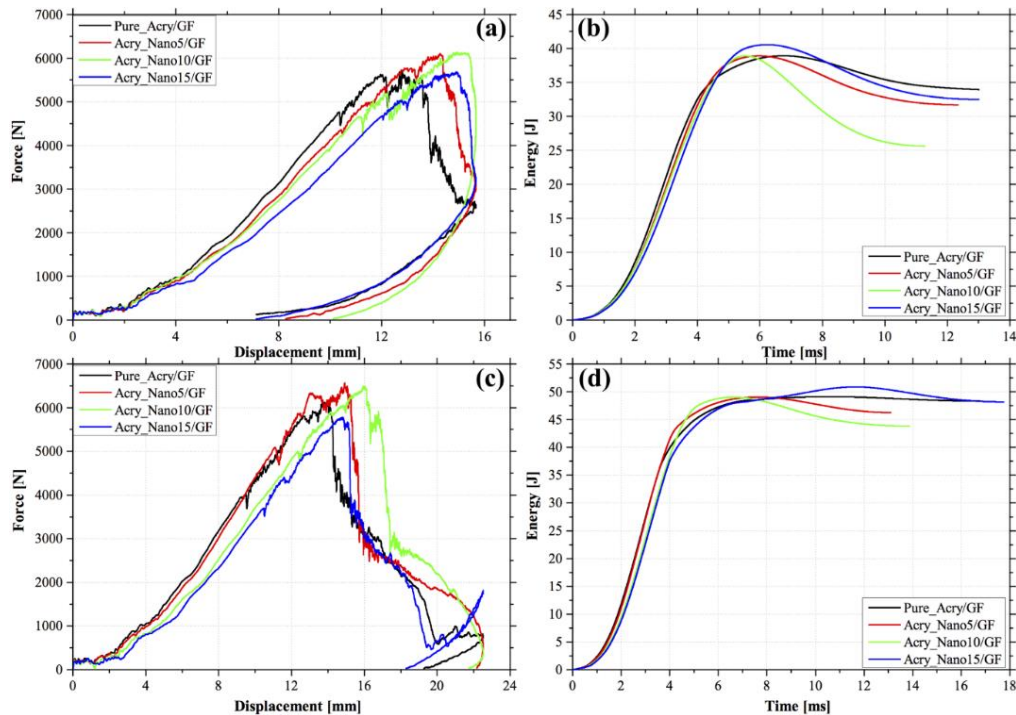 Pure_Acry/GF
Acry_Nano5/GF
Acry_Nano10/GF
Acry_Nano15/GF
(a)
7000
6000
5000
4000
3000
2000
1000
0
Force [N]
0 4 8 12 16
Displacement [mm]
(b)
45
40
35
30
25
20
15
10
5
0
Energy [J]
Pure_Acry/GF
Acry_Nano5/GF
Acry_Nano10/GF
Acry_Nano15/GF
0 2 4 6 8 10 12 14
Time [ms]
Pure_Acry/GF
Acry_Nano5/GF
Acry_Nano10/GF
Acry_Nano15/GF
(c)
7000
6000
5000
4000
3000
2000
1000
0
Force [N]
0 4 8 12 16 20 24
Displacement [mm]
(d)
55
50
45
40
35
30
25
20
15
10
5
0
Energy [J]
Pure_Acry/GF
Acry_Nano5/GF
Acry_Nano10/GF
Acry_Nano15/GF
0 2 4 6 8 10 12 14 16 18
Time [ms]